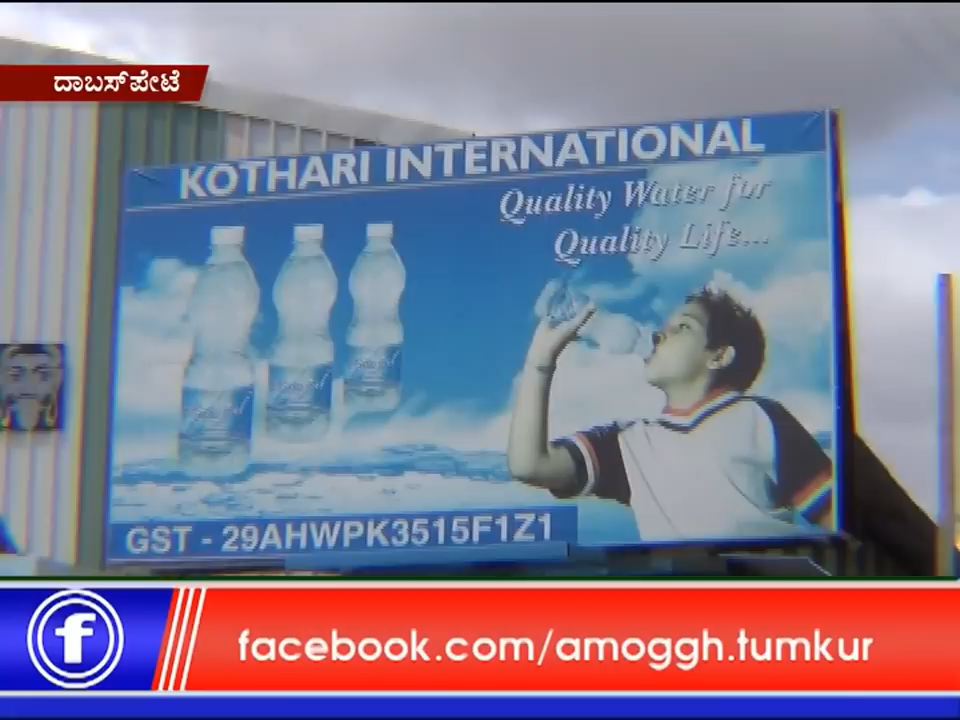 ದಾಬಸ್‌ಪೇಟೆ
KOTHARI INTERNATIONAL
Quality Water for
Quality Life...
GST - 29AHWPK3515F1Z1
f
facebook.com/amoggh.tumkur